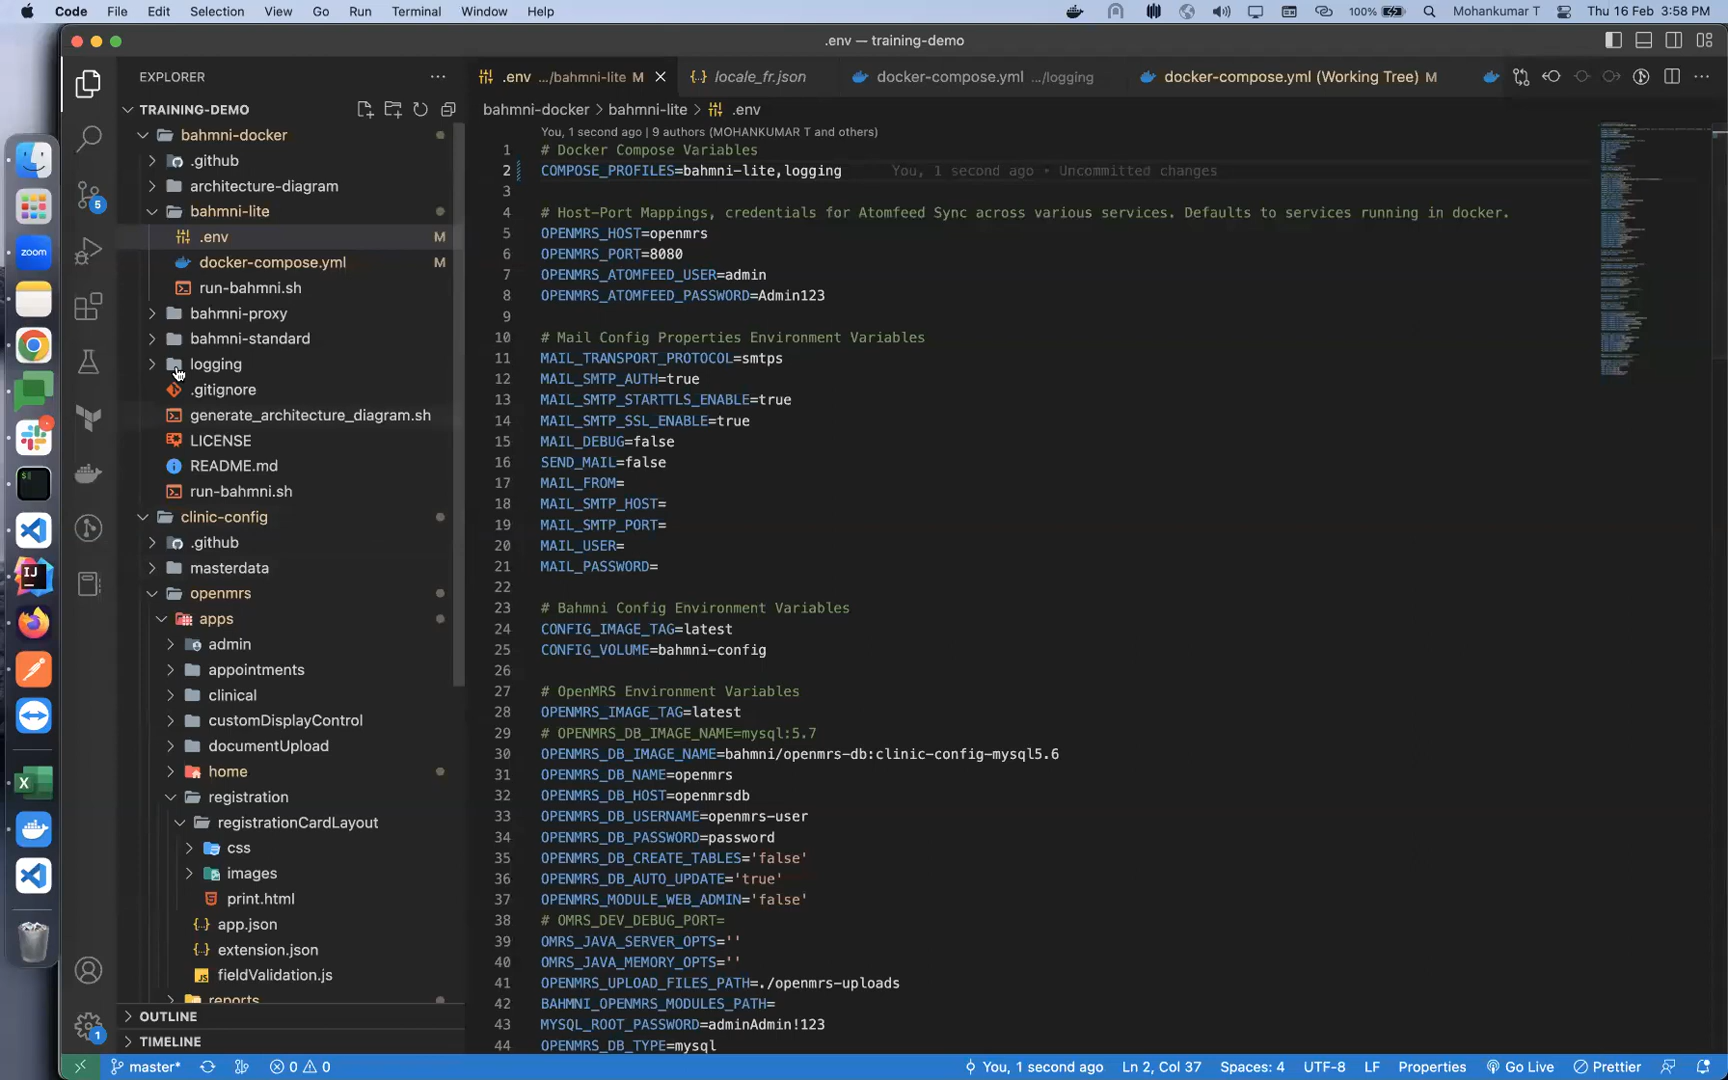 Code File Edit Selection View Go Run Terminal Window Help
100% Mohankumar T Thu 16 Feb 3:58 PM
.env — training-demo
EXPLORER
.env .../bahmni-lite M
locale_fr.json
docker-compose.yml .../logging
docker-compose.yml (Working Tree) M
TRAINING-DEMO
bahmni-docker > bahmni-lite > .env
bahmni-docker
.github
architecture-diagram
bahmni-lite
.env M
docker-compose.yml M
run-bahmni.sh
bahmni-proxy
bahmni-standard
logging
.gitignore
generate_architecture_diagram.sh
LICENSE
README.md
run-bahmni.sh
clinic-config
.github
masterdata
openmrs
apps
admin
appointments
clinical
customDisplayControl
documentUpload
home
registration
registrationCardLayout
css
images
print.html
app.json
extension.json
fieldValidation.js
reports
OUTLINE
TIMELINE
You, 1 second ago | 9 authors (MOHANKUMAR T and others)
1 # Docker Compose Variables
2 COMPOSE_PROFILES=bahmni-lite,logging You, 1 second ago • Uncommitted changes
3
4 # Host-Port Mappings, credentials for Atomfeed Sync across various services. Defaults to services running in docker.
5 OPENMRS_HOST=openmrs
6 OPENMRS_PORT=8080
7 OPENMRS_ATOMFEED_USER=admin
8 OPENMRS_ATOMFEED_PASSWORD=Admin123
9
10 # Mail Config Properties Environment Variables
11 MAIL_TRANSPORT_PROTOCOL=smtps
12 MAIL_SMTP_AUTH=true
13 MAIL_SMTP_STARTTLS_ENABLE=true
14 MAIL_SMTP_SSL_ENABLE=true
15 MAIL_DEBUG=false
16 SEND_MAIL=false
17 MAIL_FROM=
18 MAIL_SMTP_HOST=
19 MAIL_SMTP_PORT=
20 MAIL_USER=
21 MAIL_PASSWORD=
22
23 # Bahmni Config Environment Variables
24 CONFIG_IMAGE_TAG=latest
25 CONFIG_VOLUME=bahmni-config
26
27 # OpenMRS Environment Variables
28 OPENMRS_IMAGE_TAG=latest
29 # OPENMRS_DB_IMAGE_NAME=mysql:5.7
30 OPENMRS_DB_IMAGE_NAME=bahmni/openmrs-db:clinic-config-mysql5.6
31 OPENMRS_DB_NAME=openmrs
32 OPENMRS_DB_HOST=openmrsdb
33 OPENMRS_DB_USERNAME=openmrs-user
34 OPENMRS_DB_PASSWORD=password
35 OPENMRS_DB_CREATE_TABLES='false'
36 OPENMRS_DB_AUTO_UPDATE='true'
37 OPENMRS_MODULE_WEB_ADMIN='false'
38 # OMRS_DEV_DEBUG_PORT=
39 OMRS_JAVA_SERVER_OPTS=''
40 OMRS_JAVA_MEMORY_OPTS=''
41 OPENMRS_UPLOAD_FILES_PATH=./openmrs-uploads
42 BAHMNI_OPENMRS_MODULES_PATH=
43 MYSQL_ROOT_PASSWORD=adminAdmin!123
44 OPENMRS_DB_TYPE=mysql
5
zoom
1
master* 0 0 You, 1 second ago Ln 2, Col 37 Spaces: 4 UTF-8 LF Properties Go Live Prettier